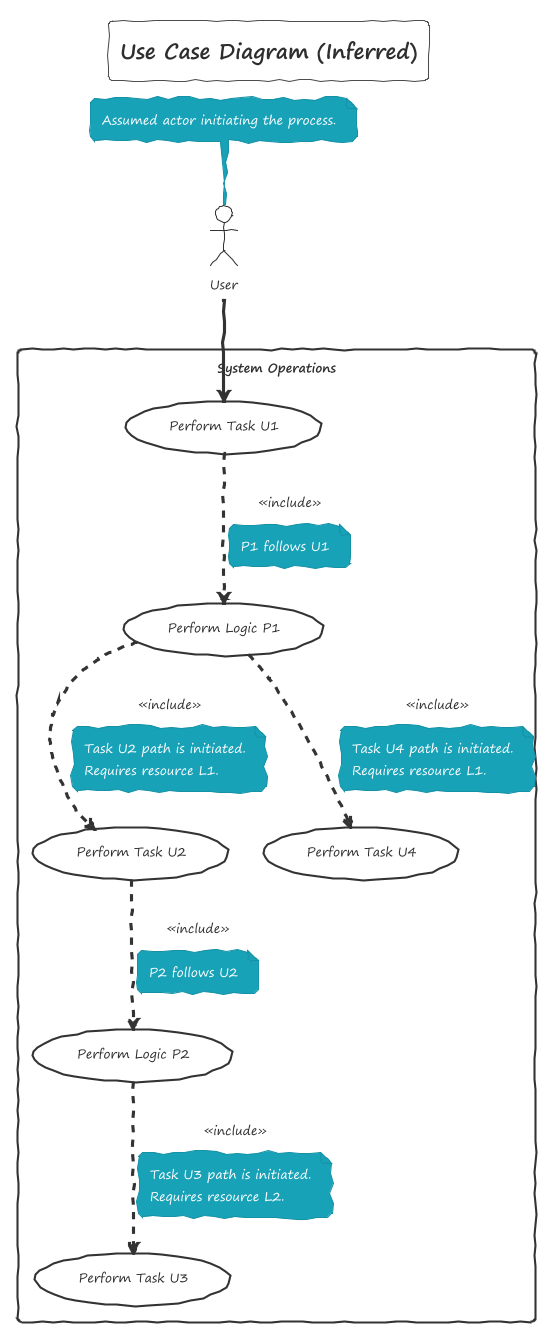 Use Case Diagram (Inferred)
Assumed actor initiating the process.
User
System Operations
Perform Task U1
«include»
P1 follows U1
Perform Logic P1
«include»
Task U2 path is initiated.
Requires resource L1.
«include»
Task U4 path is initiated.
Requires resource L1.
Perform Task U2
Perform Task U4
«include»
P2 follows U2
Perform Logic P2
«include»
Task U3 path is initiated.
Requires resource L2.
Perform Task U3